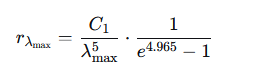 r_{λ_{max}} = \frac{C_1}{λ_{max}^5} · \frac{1}{e^{4.965} − 1}